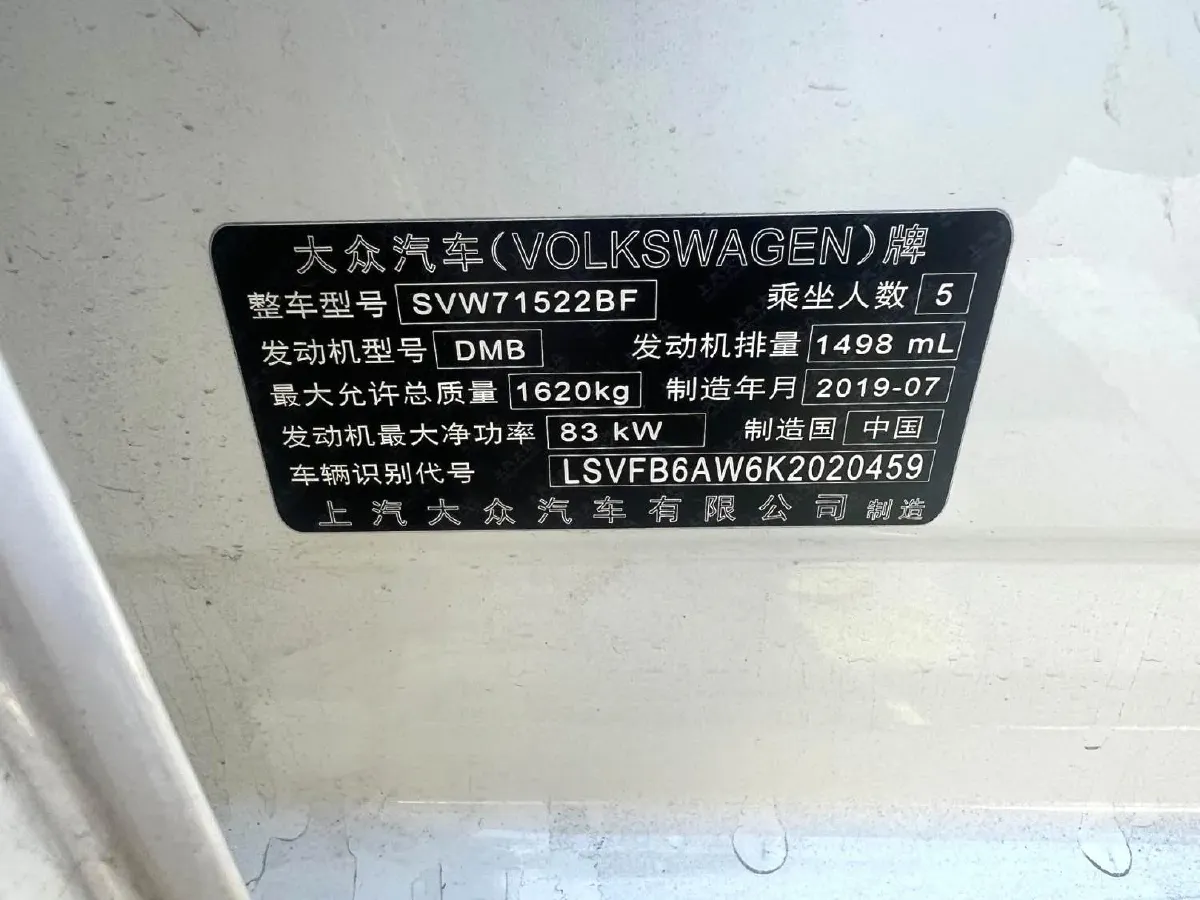 大众汽车(VOLKSWAGEN)牌
整车型号 SVW71522BF 乘坐人数 5
发动机型号 DMB 发动机排量 1498 mL
最大允许总质量 1620kg 制造年月 2019-07
发动机最大净功率 83 kW 制造国 中国
车辆识别代号 LSVFB6AW6K2020459
上汽大众汽车有限公司 制造